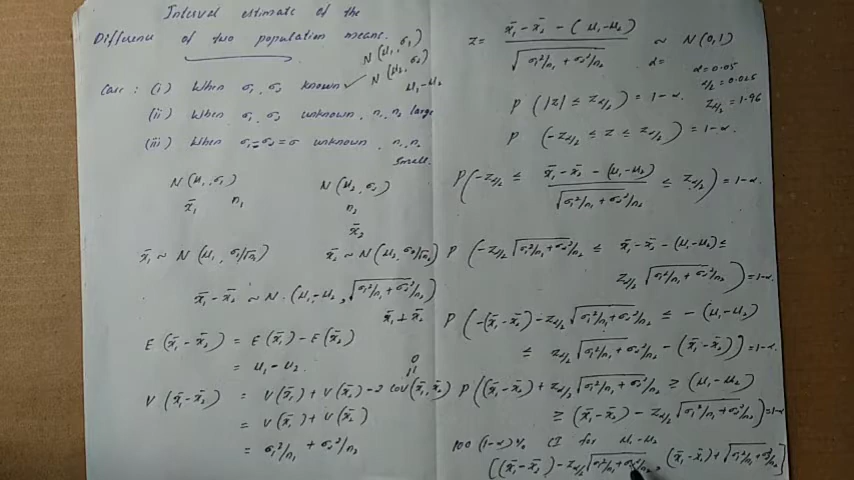 Interval estimate of the
Difference of two population means.
N(μ₁, σ₁)
N(μ₂, σ₂)
μ₁-μ₂
Case: (i) When σ₁, σ₂ known ✓
(ii) When σ₁, σ₂ unknown, n₁, n₂ large
(iii) When σ₁=σ₂=σ unknown, n₁, n₂
small.
N(μ₁, σ₁) N(μ₂, σ₂)
x̄₁ n₁ n₂
x̄₂
x̄₁ ~ N(μ₁, σ₁/√n₁) x̄₂ ~ N(μ₂, σ₂/√n₂)
x̄₁-x̄₂ ~ N. (μ₁-μ₂, √(σ₁²/n₁+σ₂²/n₂))
x̄₁ ⊥ x̄₂
E(x̄₁-x̄₂) = E(x̄₁) - E(x̄₂)
= μ₁-μ₂.
0
||
V(x̄₁-x̄₂) = V(x̄₁) + V(x̄₂) - 2 Cov(x̄₁, x̄₂)
= V(x̄₁) + V(x̄₂)
= σ₁²/n₁ + σ₂²/n₂
Z = (x̄₁-x̄₂ - (μ₁-μ₂)) / √(σ₁²/n₁+σ₂²/n₂) ~ N(0,1)
α= α=0.05
α/2 = 0.025
Z_α/2 = 1.96
P(|Z| ≤ Z_α/2) = 1-α.
P(-Z_α/2 ≤ Z ≤ Z_α/2) = 1-α.
P(-Z_α/2 ≤ (x̄₁-x̄₂ - (μ₁-μ₂)) / √(σ₁²/n₁+σ₂²/n₂) ≤ Z_α/2) = 1-α.
P(-Z_α/2 √(σ₁²/n₁+σ₂²/n₂) ≤ x̄₁-x̄₂ - (μ₁-μ₂) ≤
Z_α/2 √(σ₁²/n₁+σ₂²/n₂)) = 1-α.
P(-(x̄₁-x̄₂) - Z_α/2 √(σ₁²/n₁+σ₂²/n₂) ≤ -(μ₁-μ₂)
≤ Z_α/2 √(σ₁²/n₁+σ₂²/n₂) - (x̄₁-x̄₂)) = 1-α.
P((x̄₁-x̄₂) + Z_α/2 √(σ₁²/n₁+σ₂²/n₂) ≥ (μ₁-μ₂)
≥ (x̄₁-x̄₂) - Z_α/2 √(σ₁²/n₁+σ₂²/n₂)) = 1-α
100 (1-α)% CI for μ₁-μ₂
[(x̄₁-x̄₂) - Z_α/2 √(σ₁²/n₁+σ₂²/n₂), (x̄₁-x̄₂) + √(σ₁²/n₁+σ₂²/n₂)]